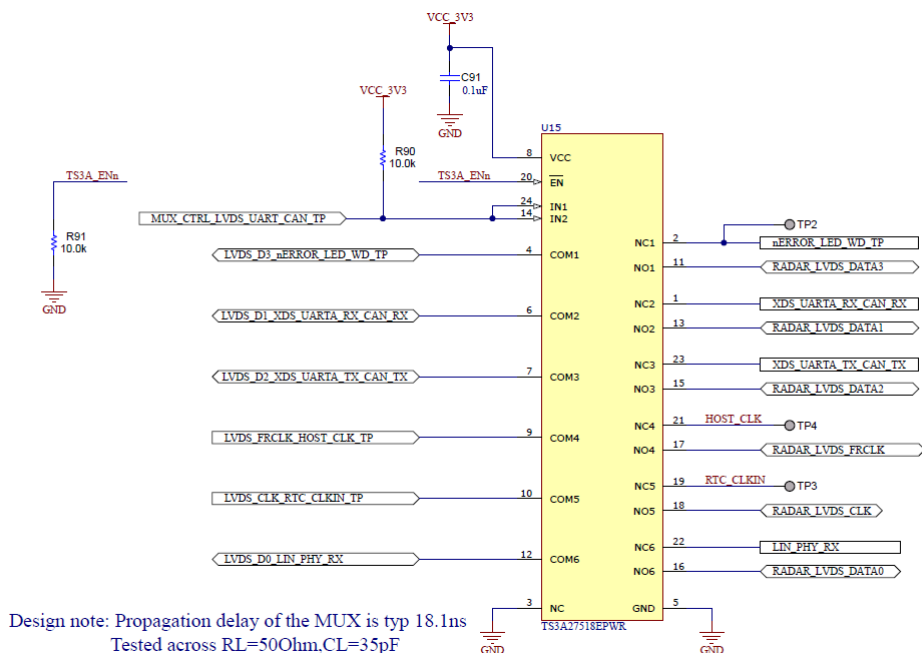 VCC_3V3
C91
0.1uF
GND
VCC_3V3
R90
10.0k
TS3A_ENn
R91
10.0k
GND
TS3A_ENn
MUX_CTRL_LVDS_UART_CAN_TP
LVDS_D3_nERROR_LED_WD_TP
LVDS_D1_XDS_UARTA_RX_CAN_RX
LVDS_D2_XDS_UARTA_TX_CAN_TX
LVDS_FRCLK_HOST_CLK_TP
LVDS_CLK_RTC_CLKIN_TP
LVDS_D0_LIN_PHY_RX
U15
8 VCC
20 EN
24 IN1
14 IN2
4 COM1
6 COM2
7 COM3
9 COM4
10 COM5
12 COM6
3 NC
GND
NC1 2
TP2
nERROR_LED_WD_TP
NO1 11 RADAR_LVDS_DATA3
NC2 1 XDS_UARTA_RX_CAN_RX
NO2 13 RADAR_LVDS_DATA1
NC3 23 XDS_UARTA_TX_CAN_TX
NO3 15 RADAR_LVDS_DATA2
NC4 21 HOST_CLK TP4
NO4 17 RADAR_LVDS_FRCLK
NC5 19 RTC_CLKIN TP3
NO5 18 RADAR_LVDS_CLK
NC6 22 LIN_PHY_RX
NO6 16 RADAR_LVDS_DATA0
GND 5
GND
TS3A27518EPWR
Design note: Propagation delay of the MUX is typ 18.1ns
Tested across RL=50Ohm,CL=35pF